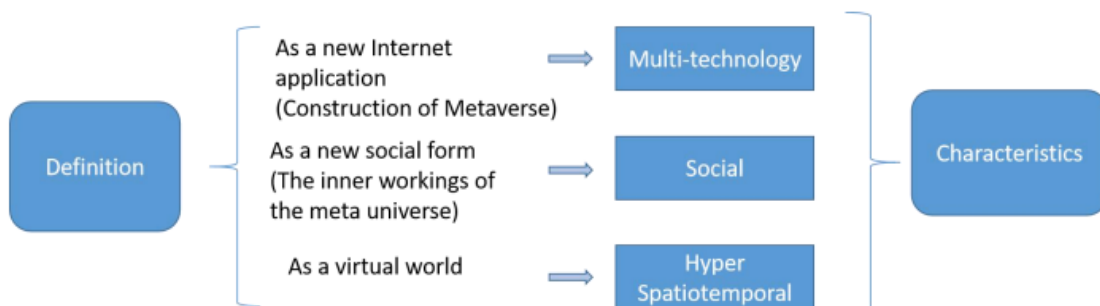 Definition
As a new Internet
application
(Construction of Metaverse)
As a new social form
(The inner workings of
the meta universe)
As a virtual world
Multi-technology
Social
Hyper
Spatiotemporal
Characteristics